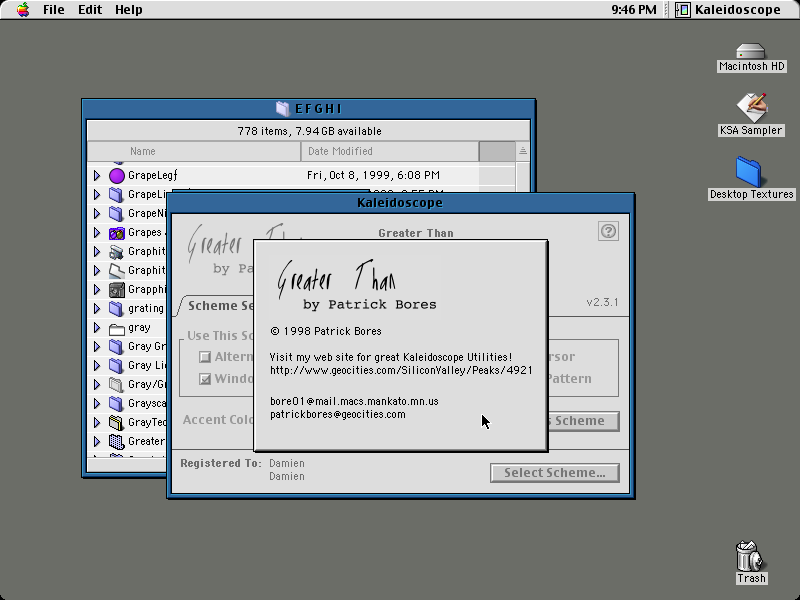 File Edit Help
9:46 PM Kaleidoscope
Macintosh HD
KSA Sampler
Desktop Textures
Trash
E F G H I
778 items, 7.94 GB available
Name Date Modified
GrapeLegƒ Fri, Oct 8, 1999, 6:08 PM
GrapeLi
GrapeNi
Grapes
Graphit
Graphit
Grapphi
grating
gray
Gray Gr
Gray Li
Gray/Gr
Graysca
GrayTec
Greater
Kaleidoscope
Greater Than
Greater Tha
by Pa
Scheme Se
v2.3.1
Use This Sc
Altern
rsor
Windo
Pattern
Accent Colo
s Scheme
Registered To: Damien
Damien
Select Scheme...
Greater Than
by Patrick Bores
© 1998 Patrick Bores
Visit my web site for great Kaleidoscope Utilities!
http://www.geocities.com/SiliconValley/Peaks/4921
bore01@mail.macs.mankato.mn.us
patrickbores@geocities.com